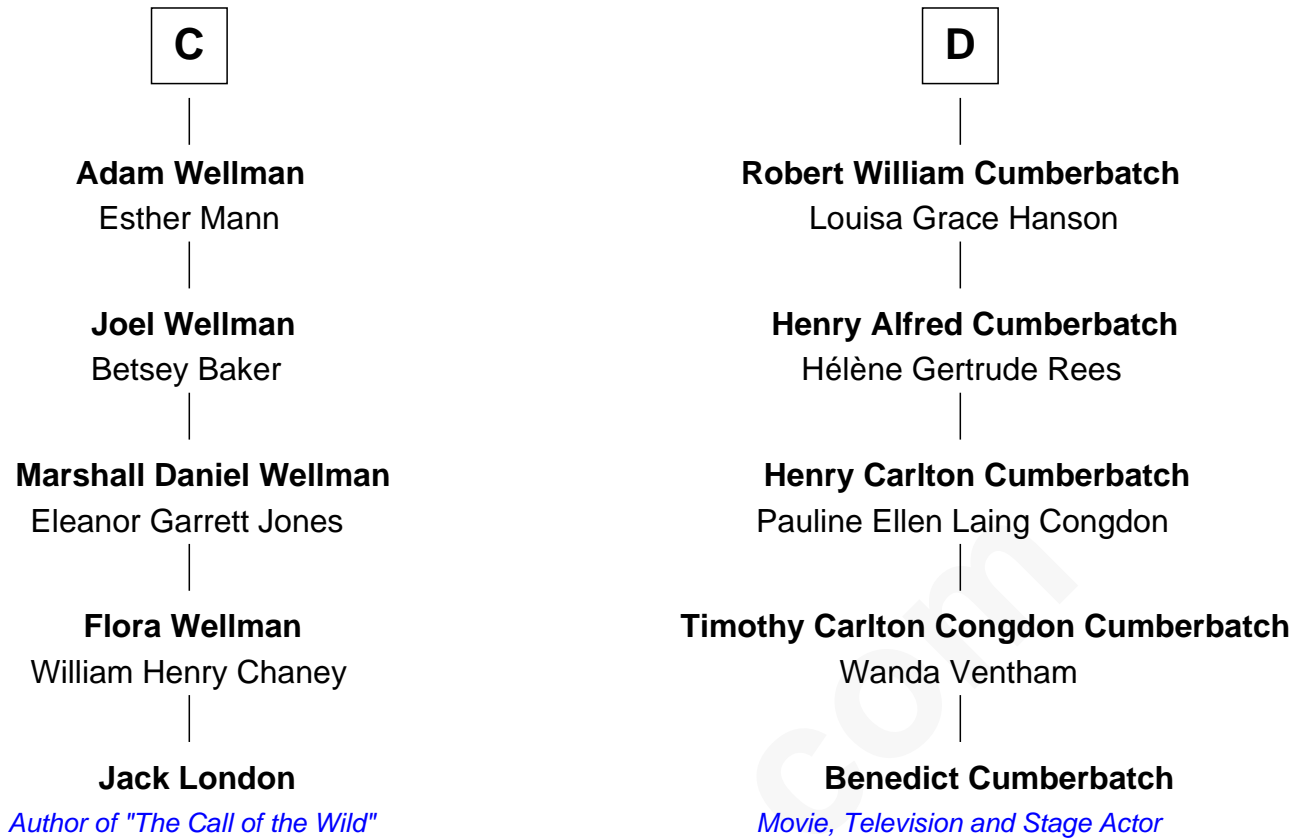 C
Adam Wellman
Esther Mann
Joel Wellman
Betsey Baker
Marshall Daniel Wellman
Eleanor Garrett Jones
Flora Wellman
William Henry Chaney
Jack London
Author of "The Call of the Wild"
D
Robert William Cumberbatch
Louisa Grace Hanson
Henry Alfred Cumberbatch
Hélène Gertrude Rees
Henry Carlton Cumberbatch
Pauline Ellen Laing Congdon
Timothy Carlton Congdon Cumberbatch
Wanda Ventham
Benedict Cumberbatch
Movie, Television and Stage Actor
com